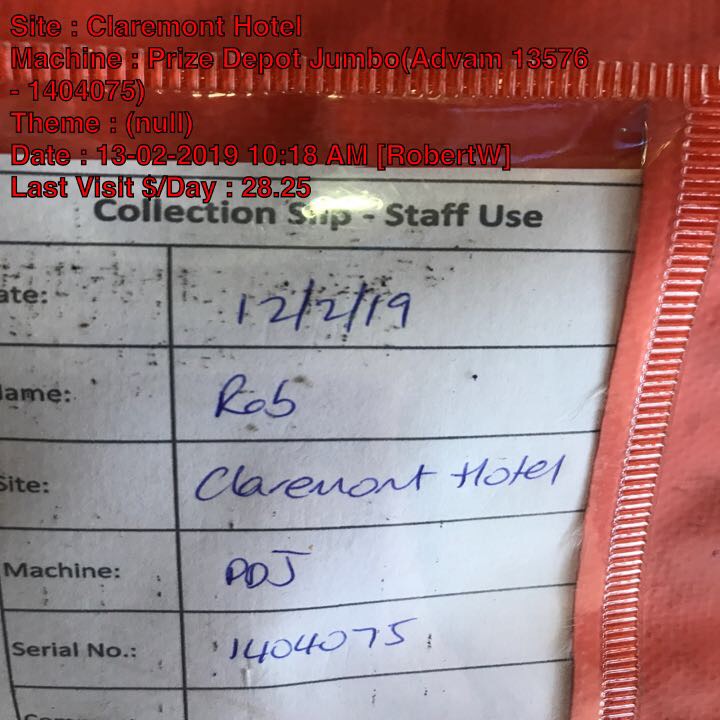 Site : Claremont Hotel
Machine : Prize Depot Jumbo(Advam 13576
- 1404075)
Theme : (null)
Date : 13-02-2019 10:18 AM [RobertW]
Last Visit $/Day : 28.25
Collection Slip - Staff Use
ate: 12/2/19
ame: Rob
Site: Claremont Hotel
Machine: PDJ
Serial No.: 1404075